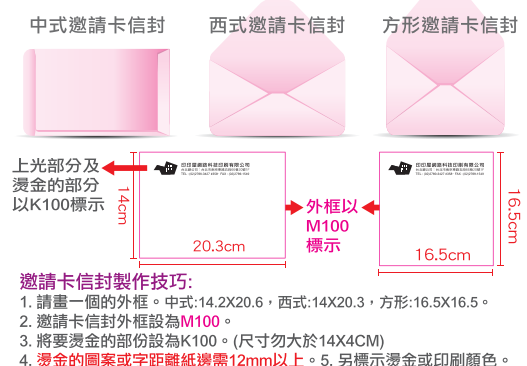 中式邀請卡信封
西式邀請卡信封
方形邀請卡信封
上光部分及
燙金的部分
以K100標示
14cm
20.3cm
外框以
M100
標示
16.5cm
16.5cm
邀請卡信封製作技巧:
1. 請畫一個的外框。中式:14.2X20.6，西式:14X20.3，方形:16.5X16.5。
2. 邀請卡信封外框設為M100。
3. 將要燙金的部份設為K100。(尺寸勿大於14X4CM)
4. 燙金的圖案或字距離紙邊需12mm以上。5. 另標示燙金或印刷顏色。